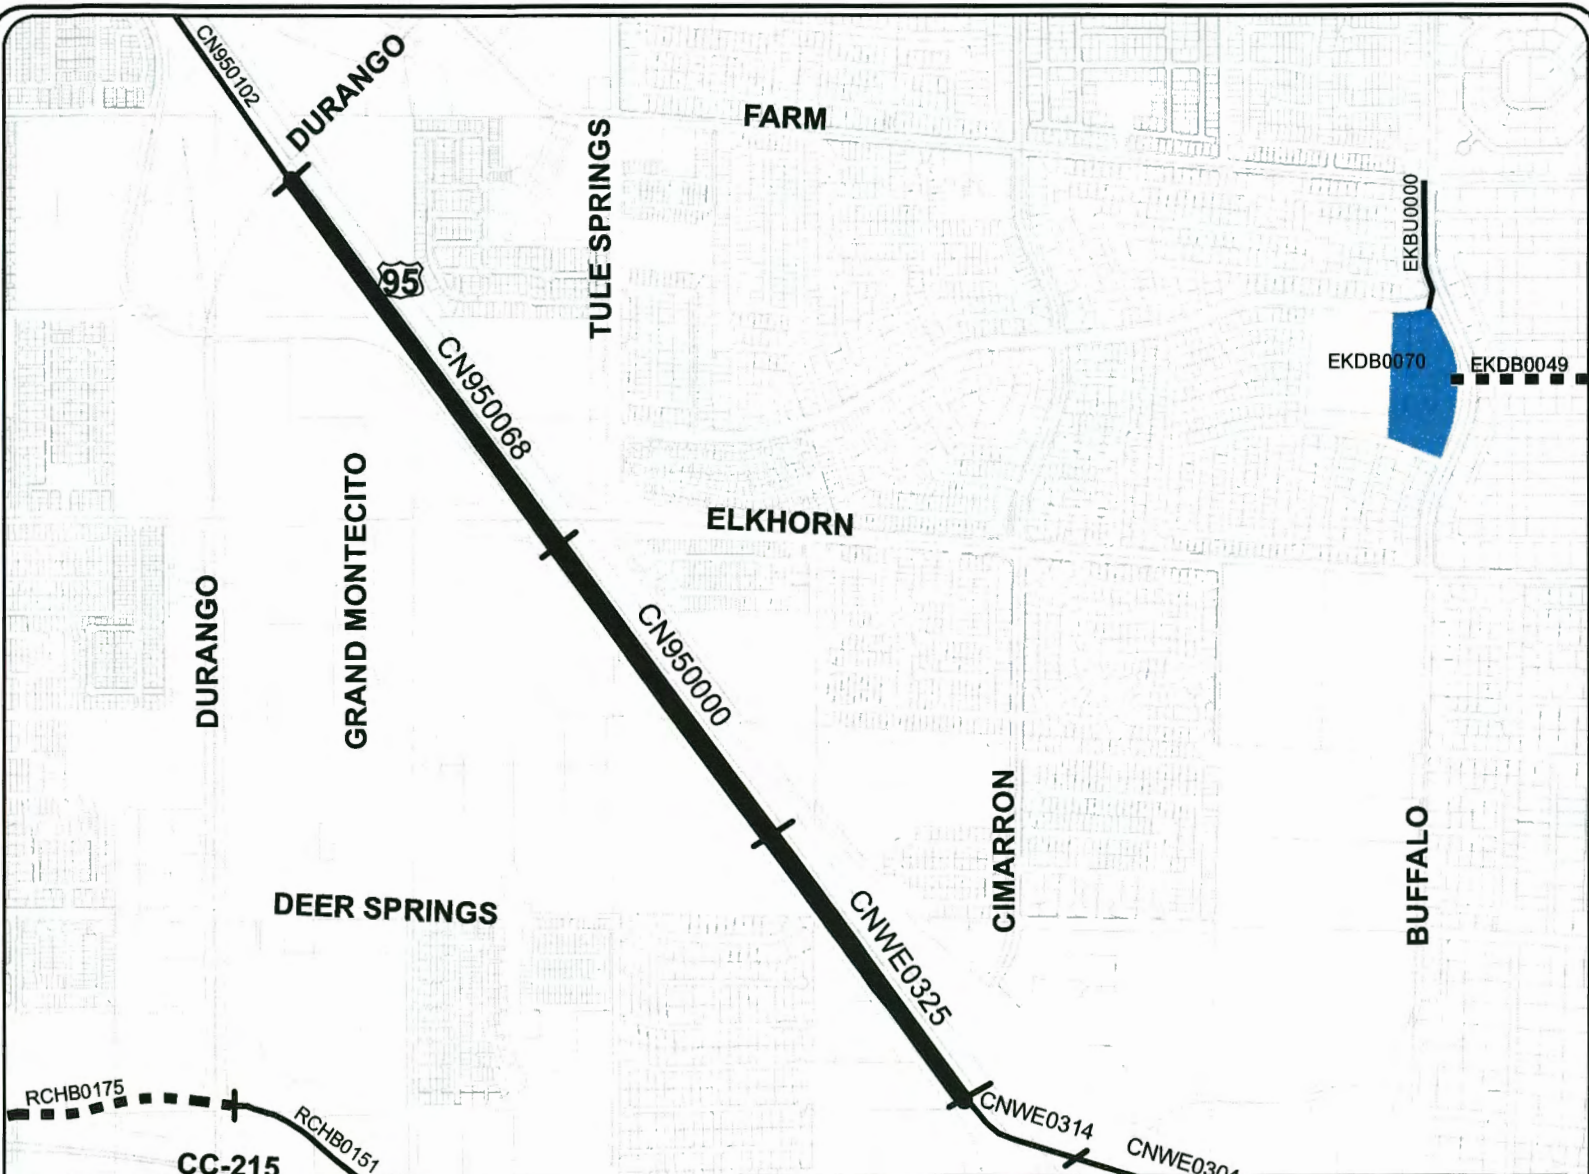 CN950102
DURANGO
FARM
TULE SPRINGS
EKBU0000
95
EKDB0070
EKDB0049
CN950068
GRAND MONTECITO
ELKHORN
DURANGO
CN950000
CIMARRON
BUFFALO
DEER SPRINGS
CNWE0325
RCHB0175
RCHB0151
CNWE0314
CNWE0301
CC-215